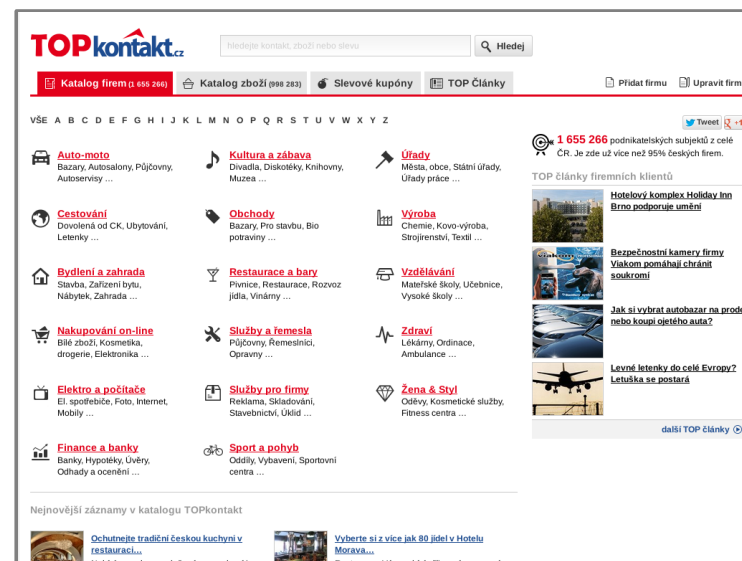 TOPkontakt.cz
hledejte kontakt, zboží nebo slevu
Hledej
Katalog firem (1 655 266)
Katalog zboží (998 283)
Slevové kupóny
TOP Články
Přidat firmu
Upravit firm
VŠE A B C D E F G H I J K L M N O P Q R S T U V W X Y Z
Tweet
+1
1 655 266 podnikatelských subjektů z celé
ČR. Je zde už více než 95% českých firem.
Auto-moto
Bazary, Autosalony, Půjčovny,
Autoservisy ...
Kultura a zábava
Divadla, Diskotéky, Knihovny,
Muzea ...
Úřady
Města, obce, Státní úřady,
Úřady práce ...
Cestování
Dovolená od CK, Ubytování,
Letenky ...
Obchody
Bazary, Pro stavbu, Bio
potraviny ...
Výroba
Chemie, Kovo-výroba,
Strojírenství, Textil ...
Bydlení a zahrada
Stavba, Zařízení bytu,
Nábytek, Zahrada ...
Restaurace a bary
Pivnice, Restaurace, Rozvoz
jídla, Vinárny ...
Vzdělávání
Mateřské školy, Učebnice,
Vysoké školy ...
Nakupování on-line
Bílé zboží, Kosmetika,
drogerie, Elektronika ...
Služby a řemesla
Půjčovny, Řemeslníci,
Opravny ...
Zdraví
Lékárny, Ordinace,
Ambulance ...
Elektro a počítače
El. spotřebiče, Foto, Internet,
Mobily ...
Služby pro firmy
Reklama, Skladování,
Stavebnictví, Úklid ...
Žena & Styl
Oděvy, Kosmetické služby,
Fitness centra ...
Finance a banky
Banky, Hypotéky, Úvěry,
Odhady a ocenění ...
Sport a pohyb
Oddíly, Vybavení, Sportovní
centra ...
TOP články firemních klientů
Hotelový komplex Holiday Inn
Brno podporuje umění
viakom
Bezpečnostní kamery firmy
Viakom pomáhají chránit
soukromí
Jak si vybrat autobazar na prode
nebo koupi ojetého auta?
Levné letenky do celé Evropy?
Letuška se postará
další TOP články
Nejnovější záznamy v katalogu TOPkontakt
Ochutnejte tradiční českou kuchyni v
restauraci...
Vyberte si z více jak 80 jídel v Hotelu
Morava...